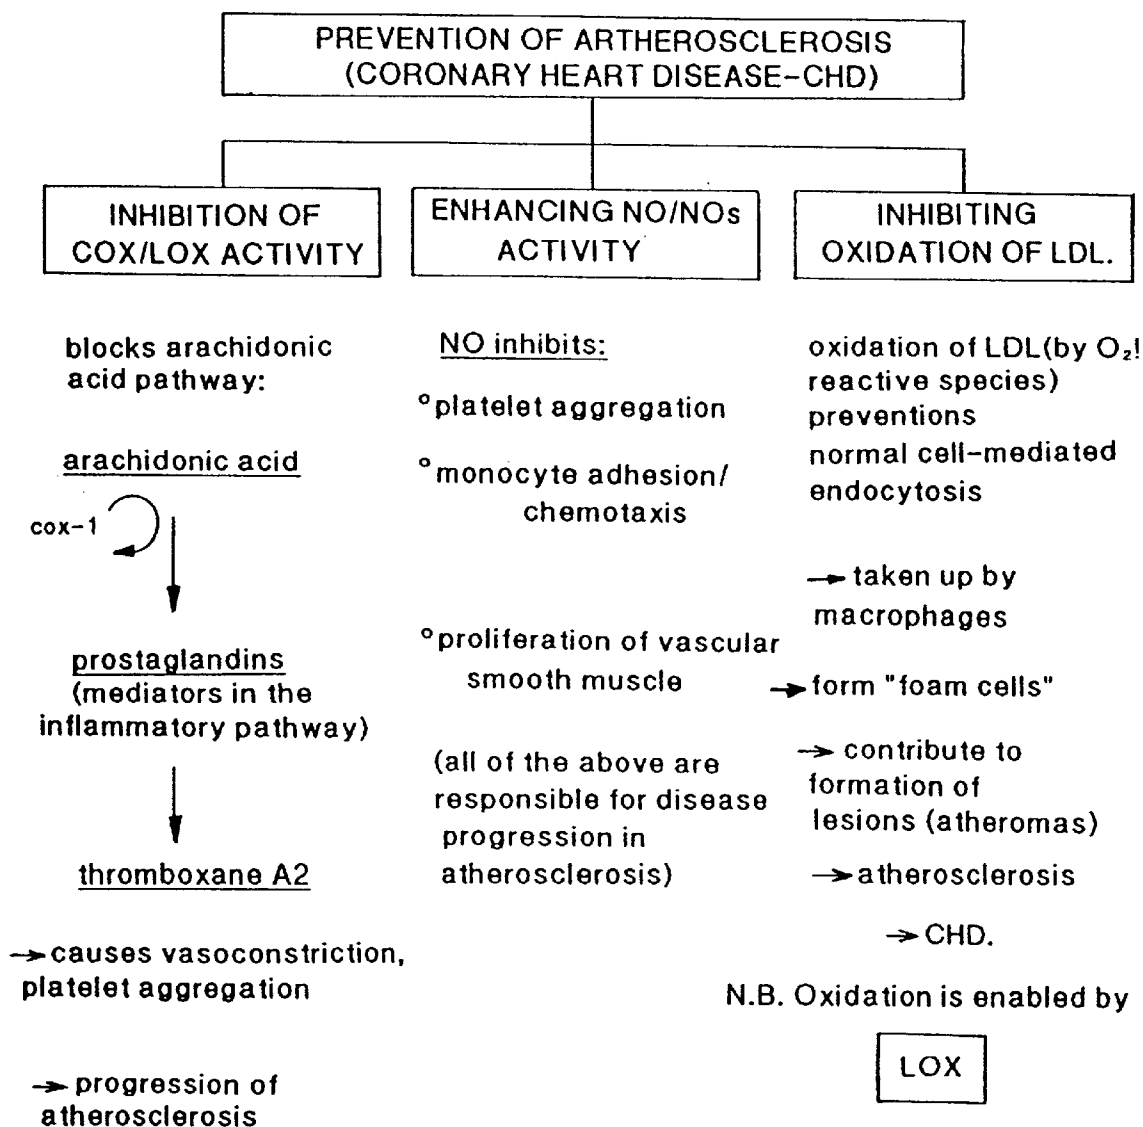 PREVENTION OF ARTHEROSCLEROSIS
(CORONARY HEART DISEASE-CHD)
INHIBITION OF
COX/LOX ACTIVITY
blocks arachidonic
acid pathway:
arachidonic acid
cox-1
prostaglandins
(mediators in the
inflammatory pathway)
thromboxane A2
→ causes vasoconstriction,
platelet aggregation
→ progression of
atherosclerosis
ENHANCING NO/NOs
ACTIVITY
NO inhibits:
°platelet aggregation
°monocyte adhesion/
chemotaxis
°proliferation of vascular
smooth muscle
(all of the above are
responsible for disease
progression in
atherosclerosis)
INHIBITING
OXIDATION OF LDL.
oxidation of LDL(by O₂!
reactive species)
preventions
normal cell-mediated
endocytosis
→ taken up by
macrophages
→ form "foam cells"
→ contribute to
formation of
lesions (atheromas)
→ atherosclerosis
→ CHD.
N.B. Oxidation is enabled by
LOX